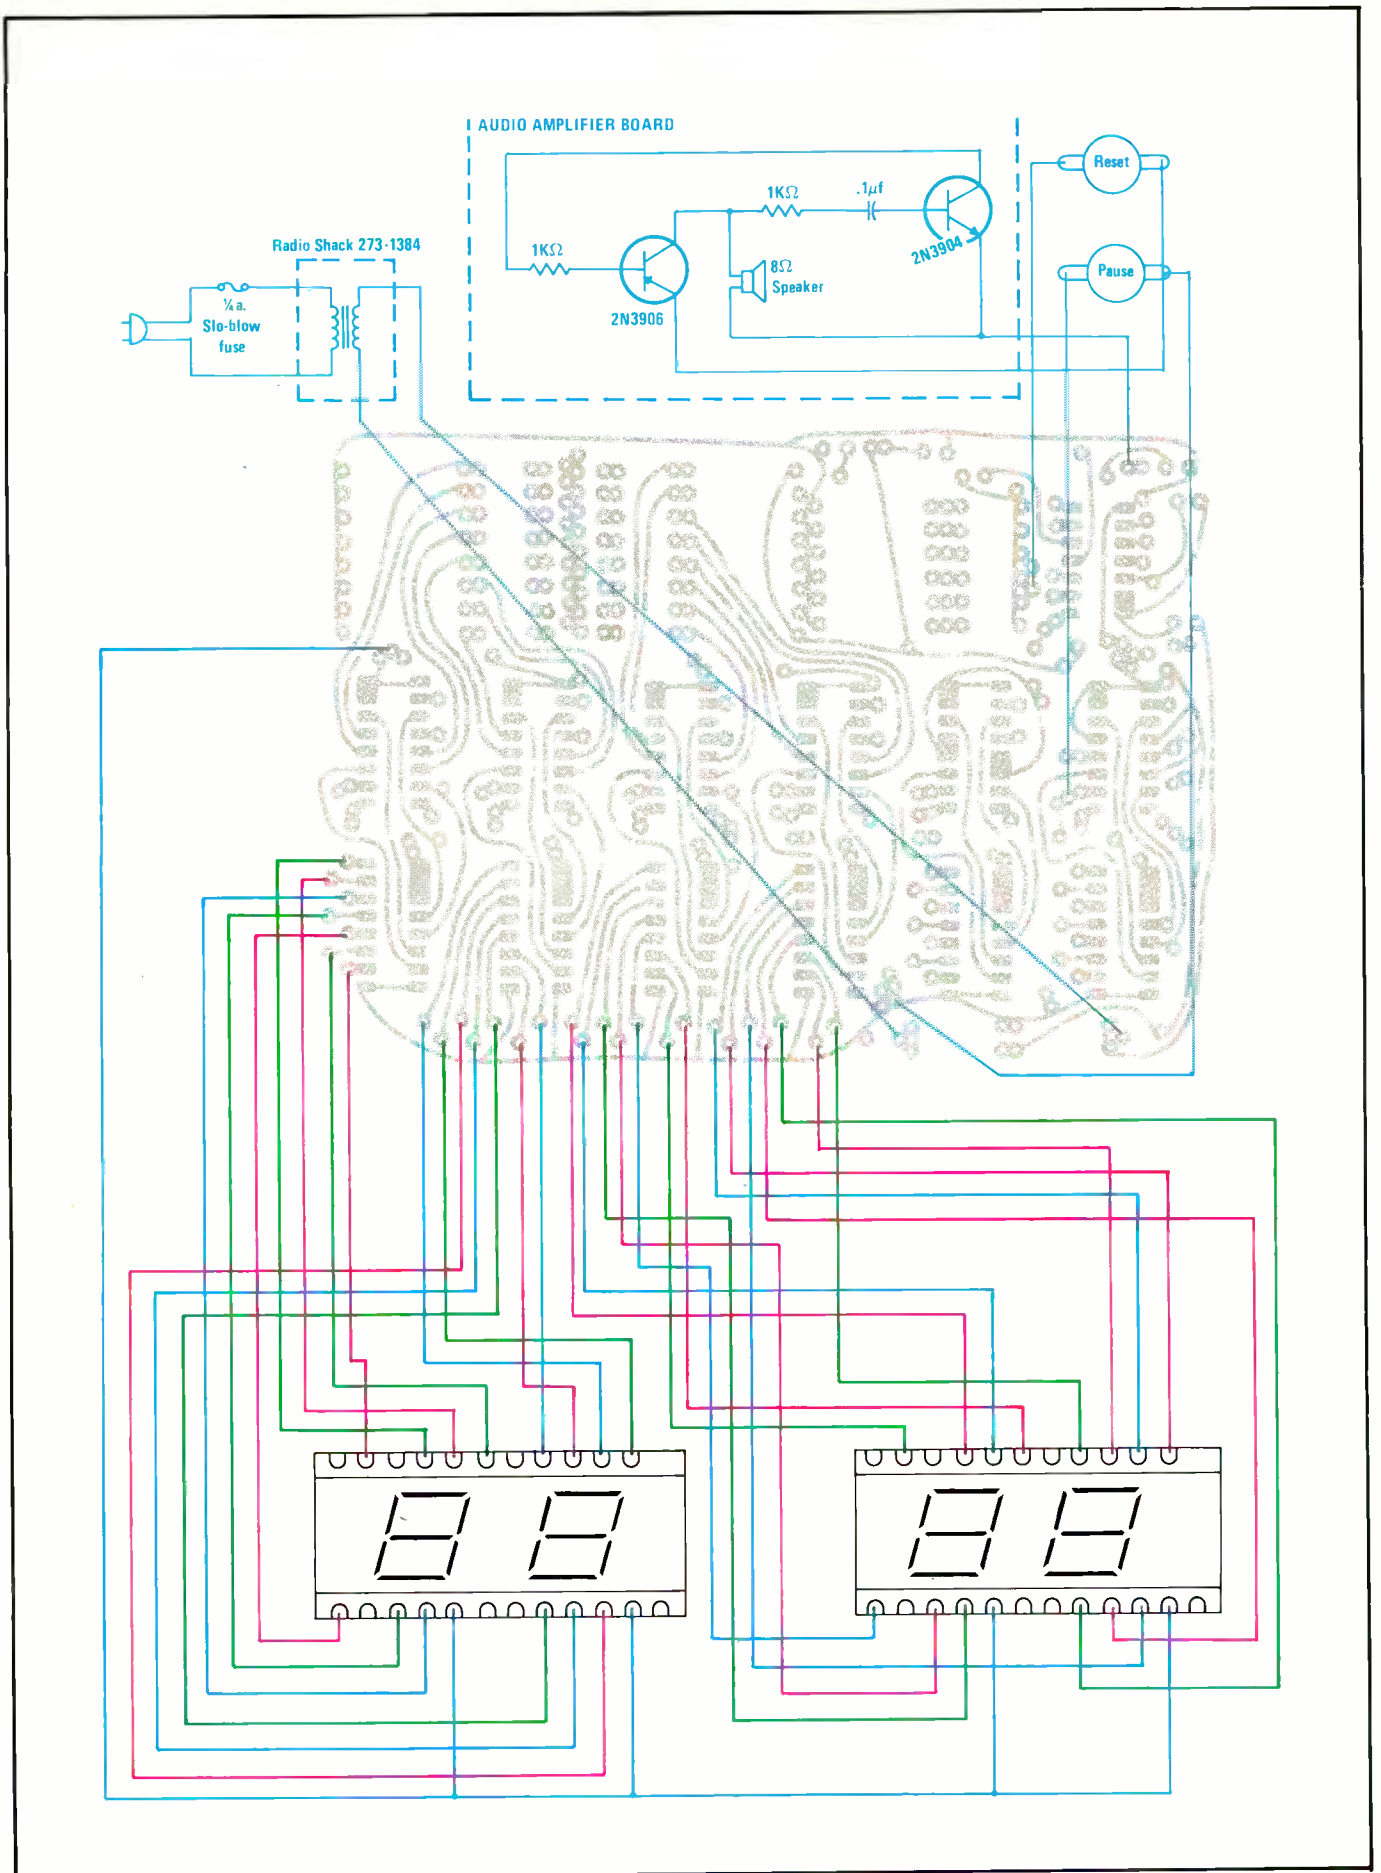 AUDIO AMPLIFIER BOARD
Reset
1KΩ
.1µf
2N3904
Radio Shack 273-1384
1KΩ
8Ω
Speaker
Pause
2N3906
¼ a.
Slo-blow
fuse